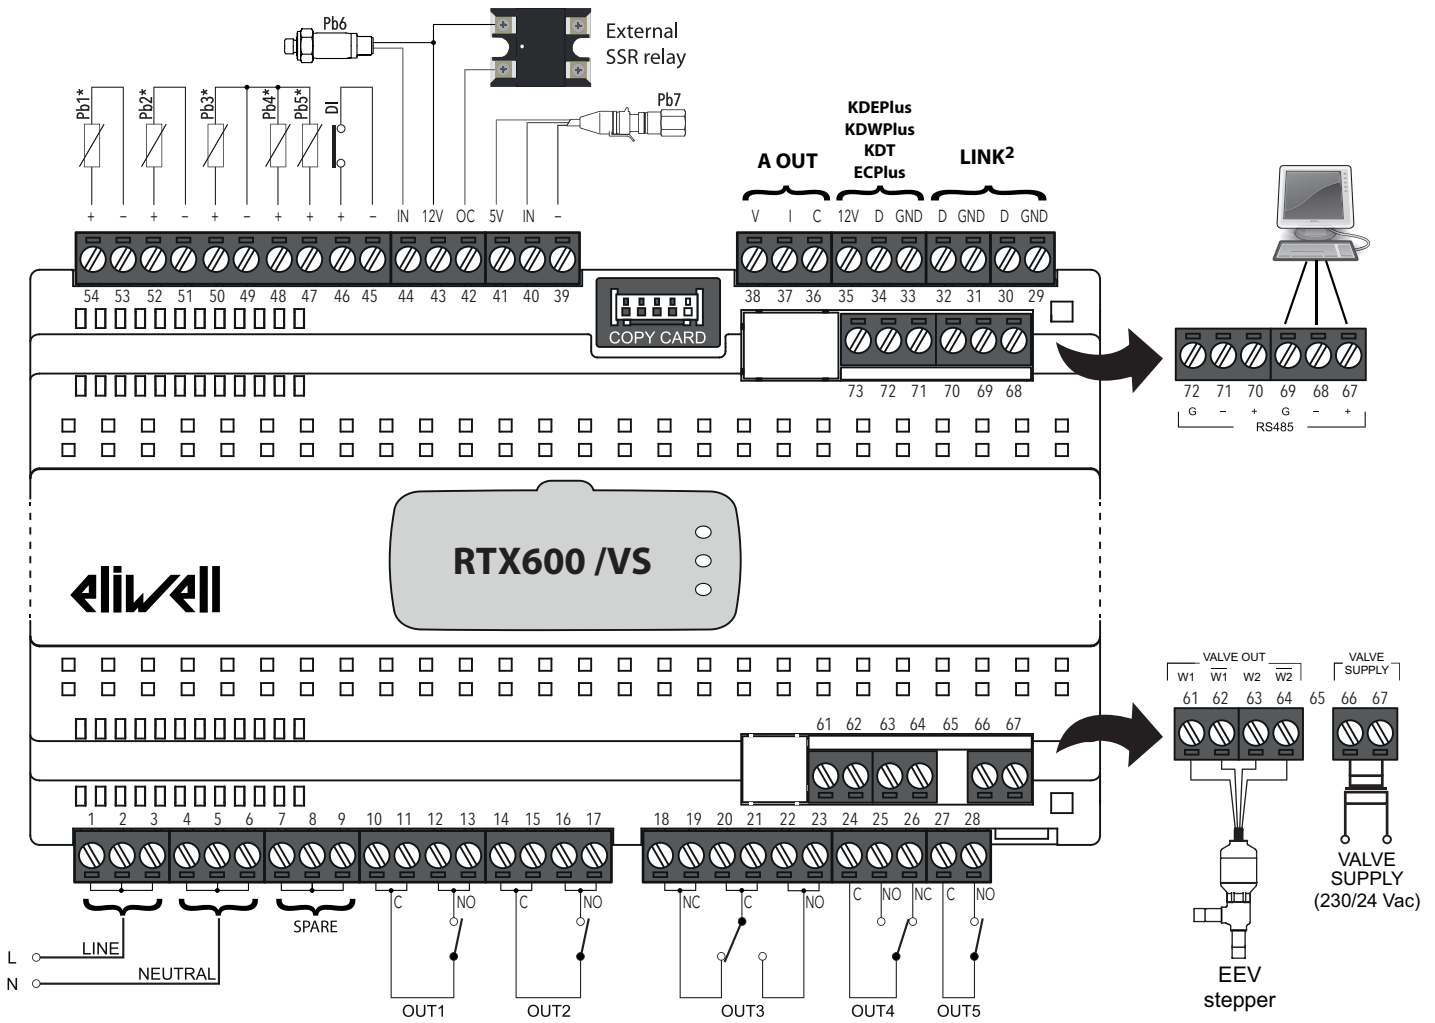 Pb6
External
SSR relay
Pb1*
Pb2*
Pb3*
Pb4*
Pb5*
DI
Pb7
KDEPlus
KDWPlus
KDT
ECPlus
A OUT
LINK²
+ – + – + – + + + – IN 12V OC 5V IN –
V I C 12V D GND D GND D GND
54 53 52 51 50 49 48 47 46 45 44 43 42 41 40 39
38 37 36 35 34 33 32 31 30 29
COPY CARD
73 72 71 70 69 68
72 71 70 69 68 67
G – + G – +
RS485
RTX600 /VS
eliwell
VALVE OUT
W1 W1 W2 W2
VALVE
SUPPLY
61 62 63 64 65 66 67
61 62 63 64 65 66 67
1 2 3 4 5 6 7 8 9 10 11 12 13 14 15 16 17
18 19 20 21 22 23 24 25 26 27 28
C NO C NO NC C NO C NO NC C NO
SPARE
L LINE
N NEUTRAL
OUT1 OUT2 OUT3 OUT4 OUT5
EEV
stepper
VALVE
SUPPLY
(230/24 Vac)